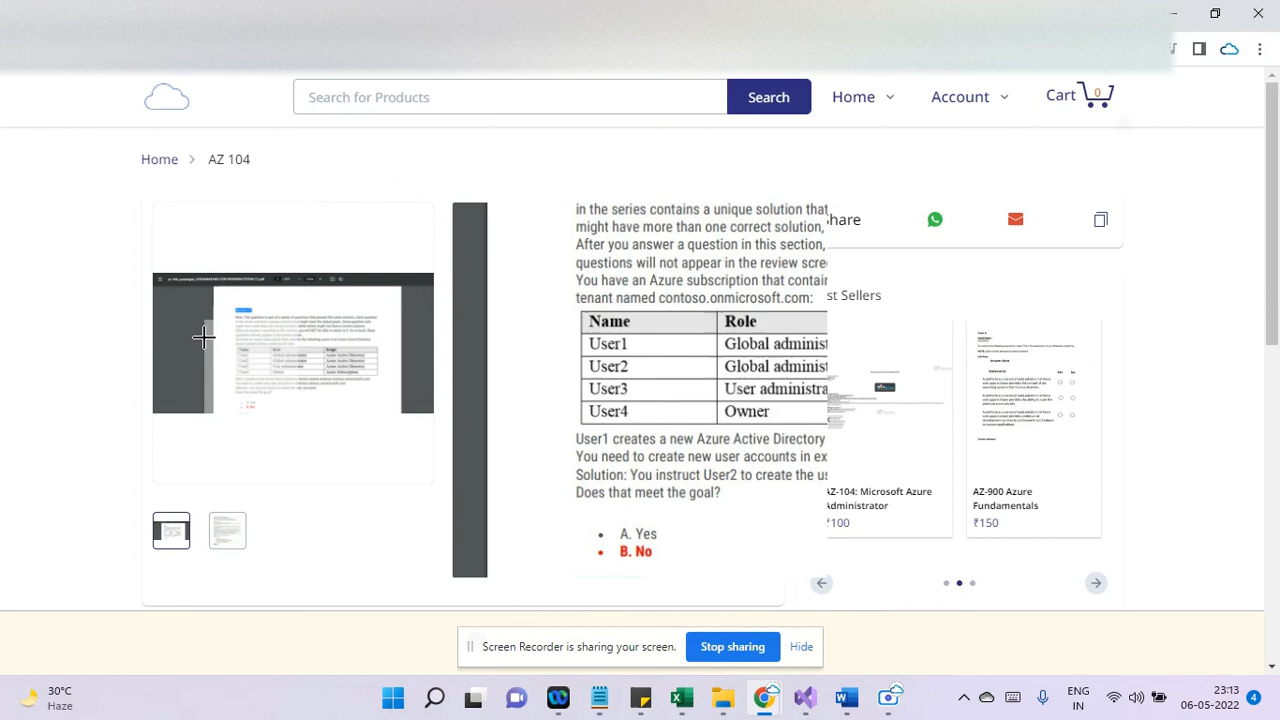 Search for Products
Search
Home
Account
Cart
0
Home > AZ 104
in the series contains a unique solution that
might have more than one correct solution,
After you answer a question in this section,
questions will not appear in the review scre
You have an Azure subscription that contain
tenant named contoso.onmicrosoft.com:
Name Role
User1 Global administ
User2 Global administ
User3 User administra
User4 Owner
User1 creates a new Azure Active Directory
You need to create new user accounts in ex
Solution: You instruct User2 to create the us
Does that meet the goal?
• A. Yes
• B. No
Share
st Sellers
AZ-104: Microsoft Azure
Administrator
₹100
AZ-900 Azure
Fundamentals
₹150
Screen Recorder is sharing your screen.
Stop sharing
Hide
30°C
ENG
IN
23:13
06-05-2022
4